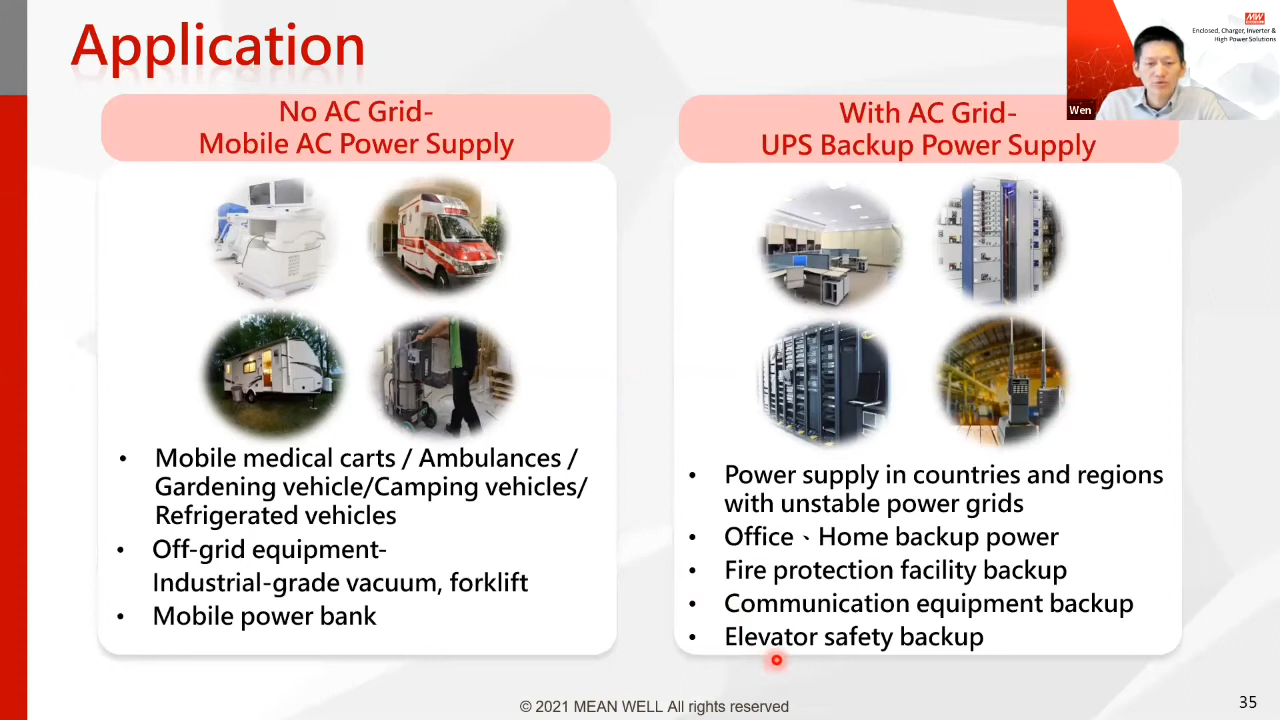 Application
Enclosed, Charger, Inverter &
High Power Solutions
Wen
No AC Grid-
Mobile AC Power Supply
With AC Grid-
UPS Backup Power Supply
• Mobile medical carts / Ambulances /
Gardening vehicle/Camping vehicles/
Refrigerated vehicles
• Off-grid equipment-
Industrial-grade vacuum, forklift
• Mobile power bank
• Power supply in countries and regions
with unstable power grids
• Office、Home backup power
• Fire protection facility backup
• Communication equipment backup
• Elevator safety backup
© 2021 MEAN WELL All rights reserved
35